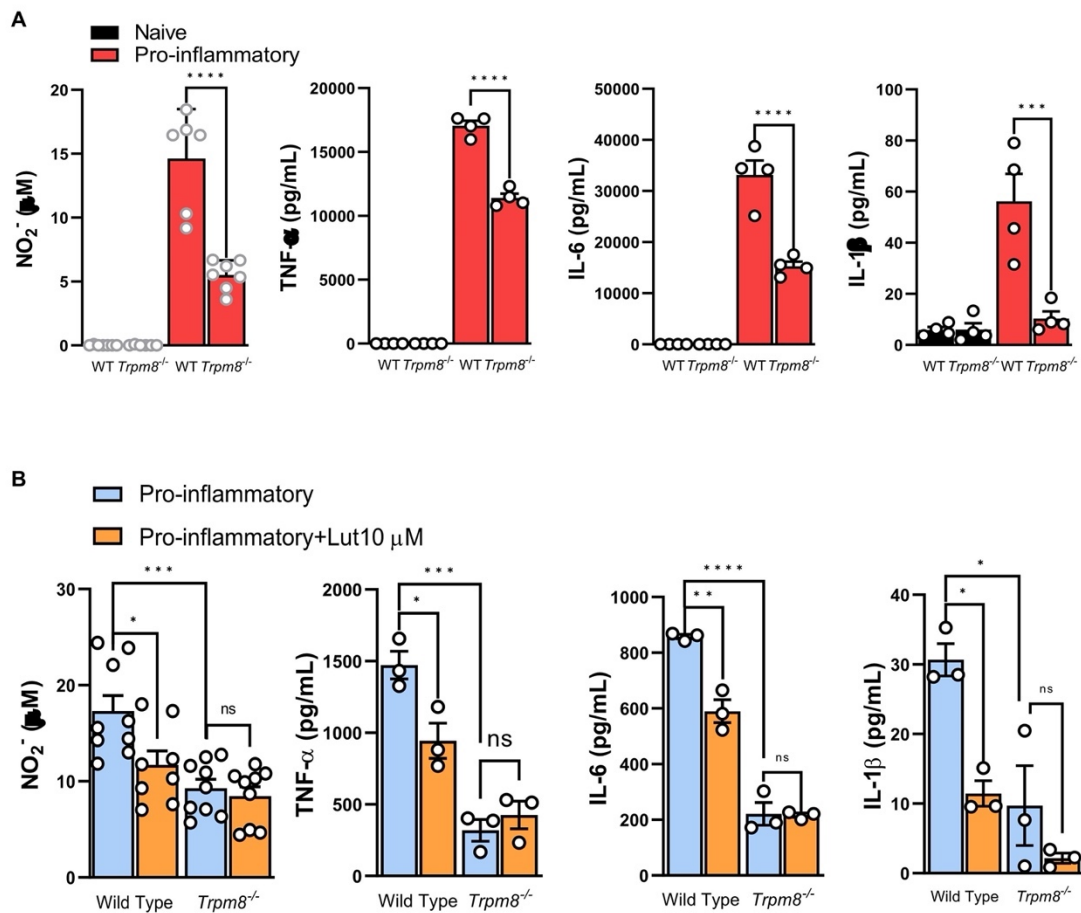 A
Naive
Pro-inflammatory
NO2- (μM)
20
15
10
5
0
****
WT Trpm8-/- WT Trpm8-/-
TNF-α (pg/mL)
20000
15000
10000
5000
0
****
WT Trpm8-/- WT Trpm8-/-
IL-6 (pg/mL)
50000
40000
30000
20000
10000
0
****
WT Trpm8-/- WT Trpm8-/-
IL-1β (pg/mL)
100
80
60
40
20
0
***
WT Trpm8-/- WT Trpm8-/-
B
Pro-inflammatory
Pro-inflammatory+Lut10 μM
NO2- (μM)
30
20
10
0
***
*
ns
Wild Type Trpm8-/-
TNF-α (pg/mL)
2000
1500
1000
500
0
***
*
ns
Wild Type Trpm8-/-
IL-6 (pg/mL)
1000
800
600
400
200
0
****
**
ns
Wild Type Trpm8-/-
IL-1β (pg/mL)
40
30
20
10
0
*
*
ns
Wild Type Trpm8-/-